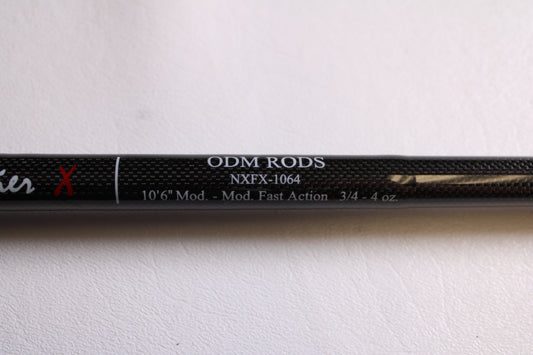 X
ODM RODS
NXFX-1064
10'6" Mod. - Mod. Fast Action 3/4 - 4 oz.